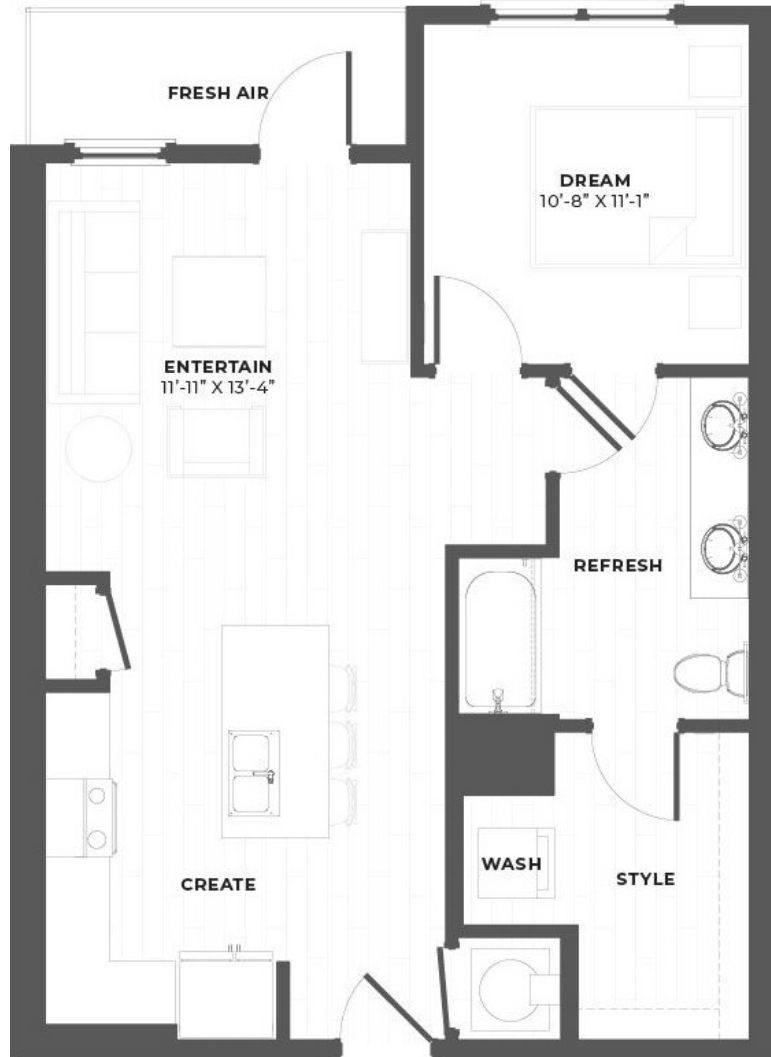 FRESH AIR
DREAM
10'-8" X 11'-1"
ENTERTAIN
11'-11" X 13'-4"
REFRESH
WASH
STYLE
CREATE